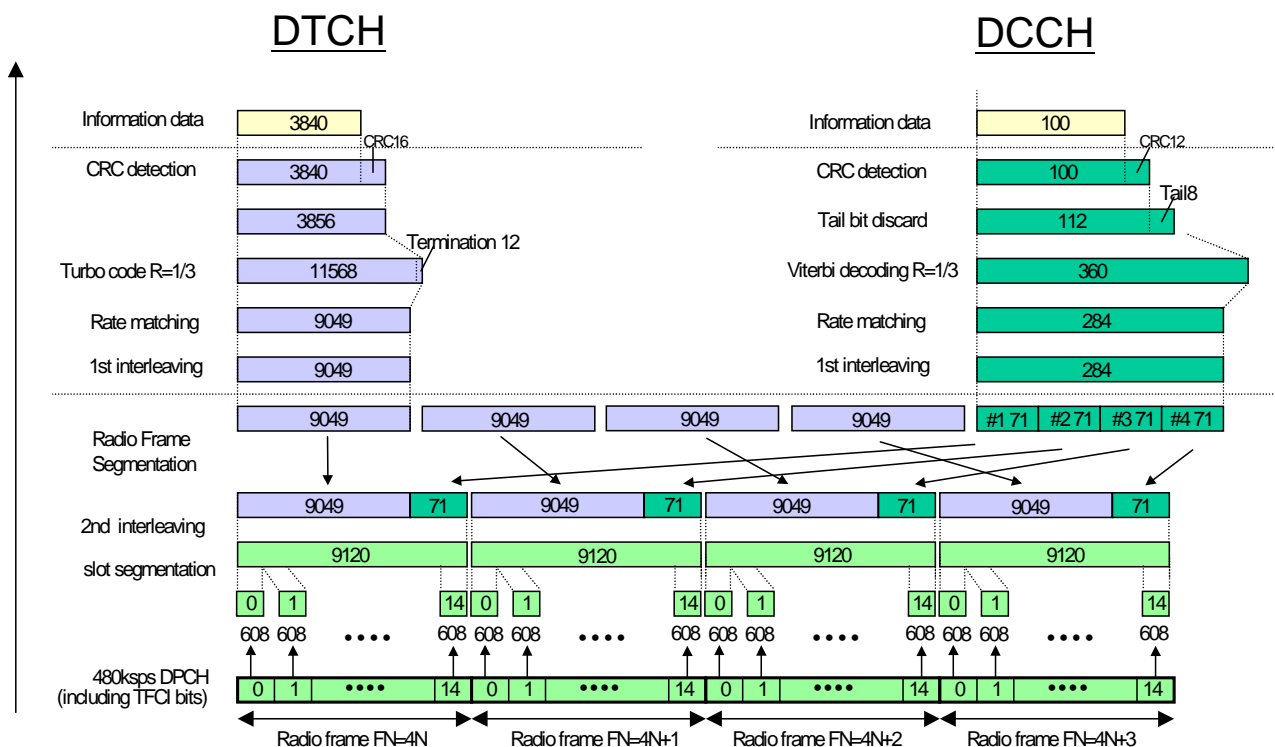 DTCH DCCH
Information data 3840 Information data 100
CRC16 CRC12
CRC detection 3840 CRC detection 100
Tail8
3856 Tail bit discard 112
Termination 12
Turbo code R=1/3 11568 Viterbi decoding R=1/3 360
Rate matching 9049 Rate matching 284
1st interleaving 9049 1st interleaving 284
9049 9049 9049 9049 #1 71 #2 71 #3 71 #4 71
Radio Frame
Segmentation
9049 71 9049 71 9049 71 9049 71
2nd interleaving
9120 9120 9120 9120
slot segmentation
0 1 14 0 1 14 0 1 14 0 1 14
608 608 •••• 608 608 608 •••• 608 608 608 •••• 608 608 608 •••• 608
480ksps DPCH
(including TFCI bits)
0 1 •••• 14 0 1 •••• 14 0 1 •••• 14 0 1 •••• 14
Radio frame FN=4N Radio frame FN=4N+1 Radio frame FN=4N+2 Radio frame FN=4N+3